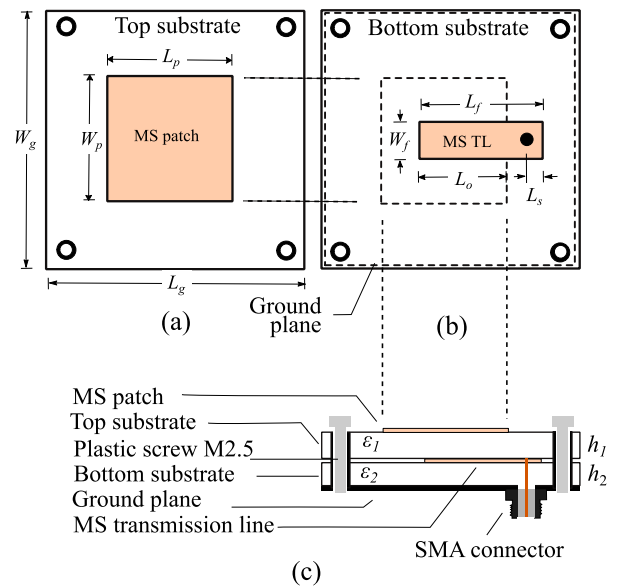 Top substrate
Bottom substrate
L_p
W_g
W_p
MS patch
L_g
L_f
W_f
MS TL
L_o
L_s
Ground
plane
(a)
(b)
MS patch
Top substrate
Plastic screw M2.5
Bottom substrate
Ground plane
MS transmission line
ε_1
ε_2
h_1
h_2
SMA connector
(c)